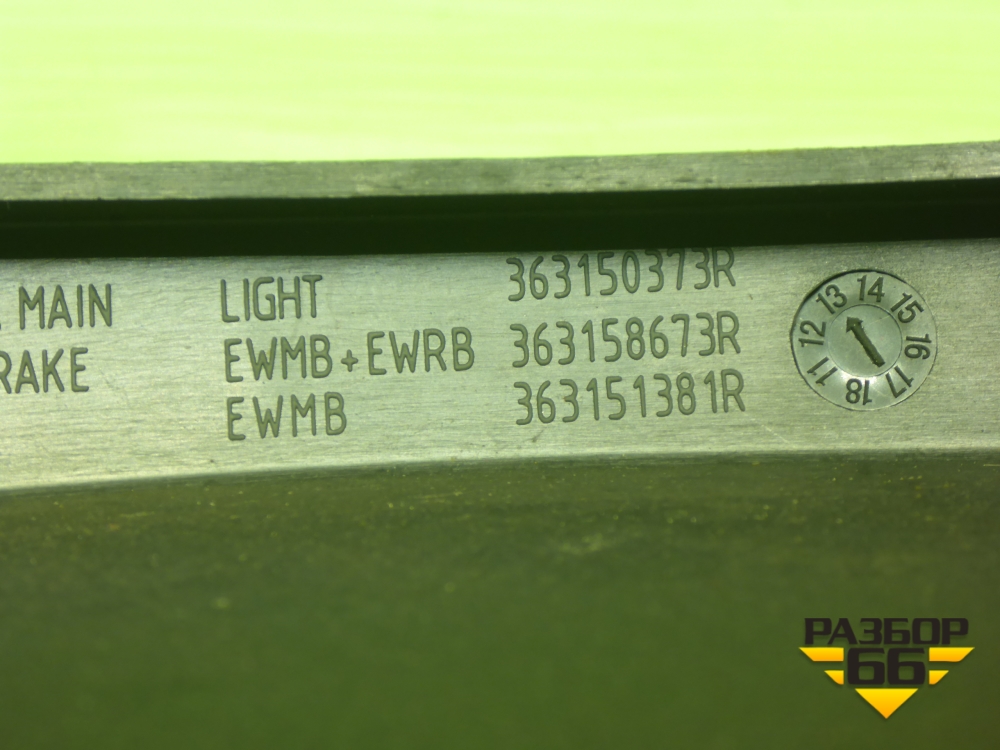 MAIN LIGHT 363150373R
RAKE EWMB+EWRB 363158673R
EWMB 363151381R
11 12 13 14 15 16 17 18
РАЗБОР
66